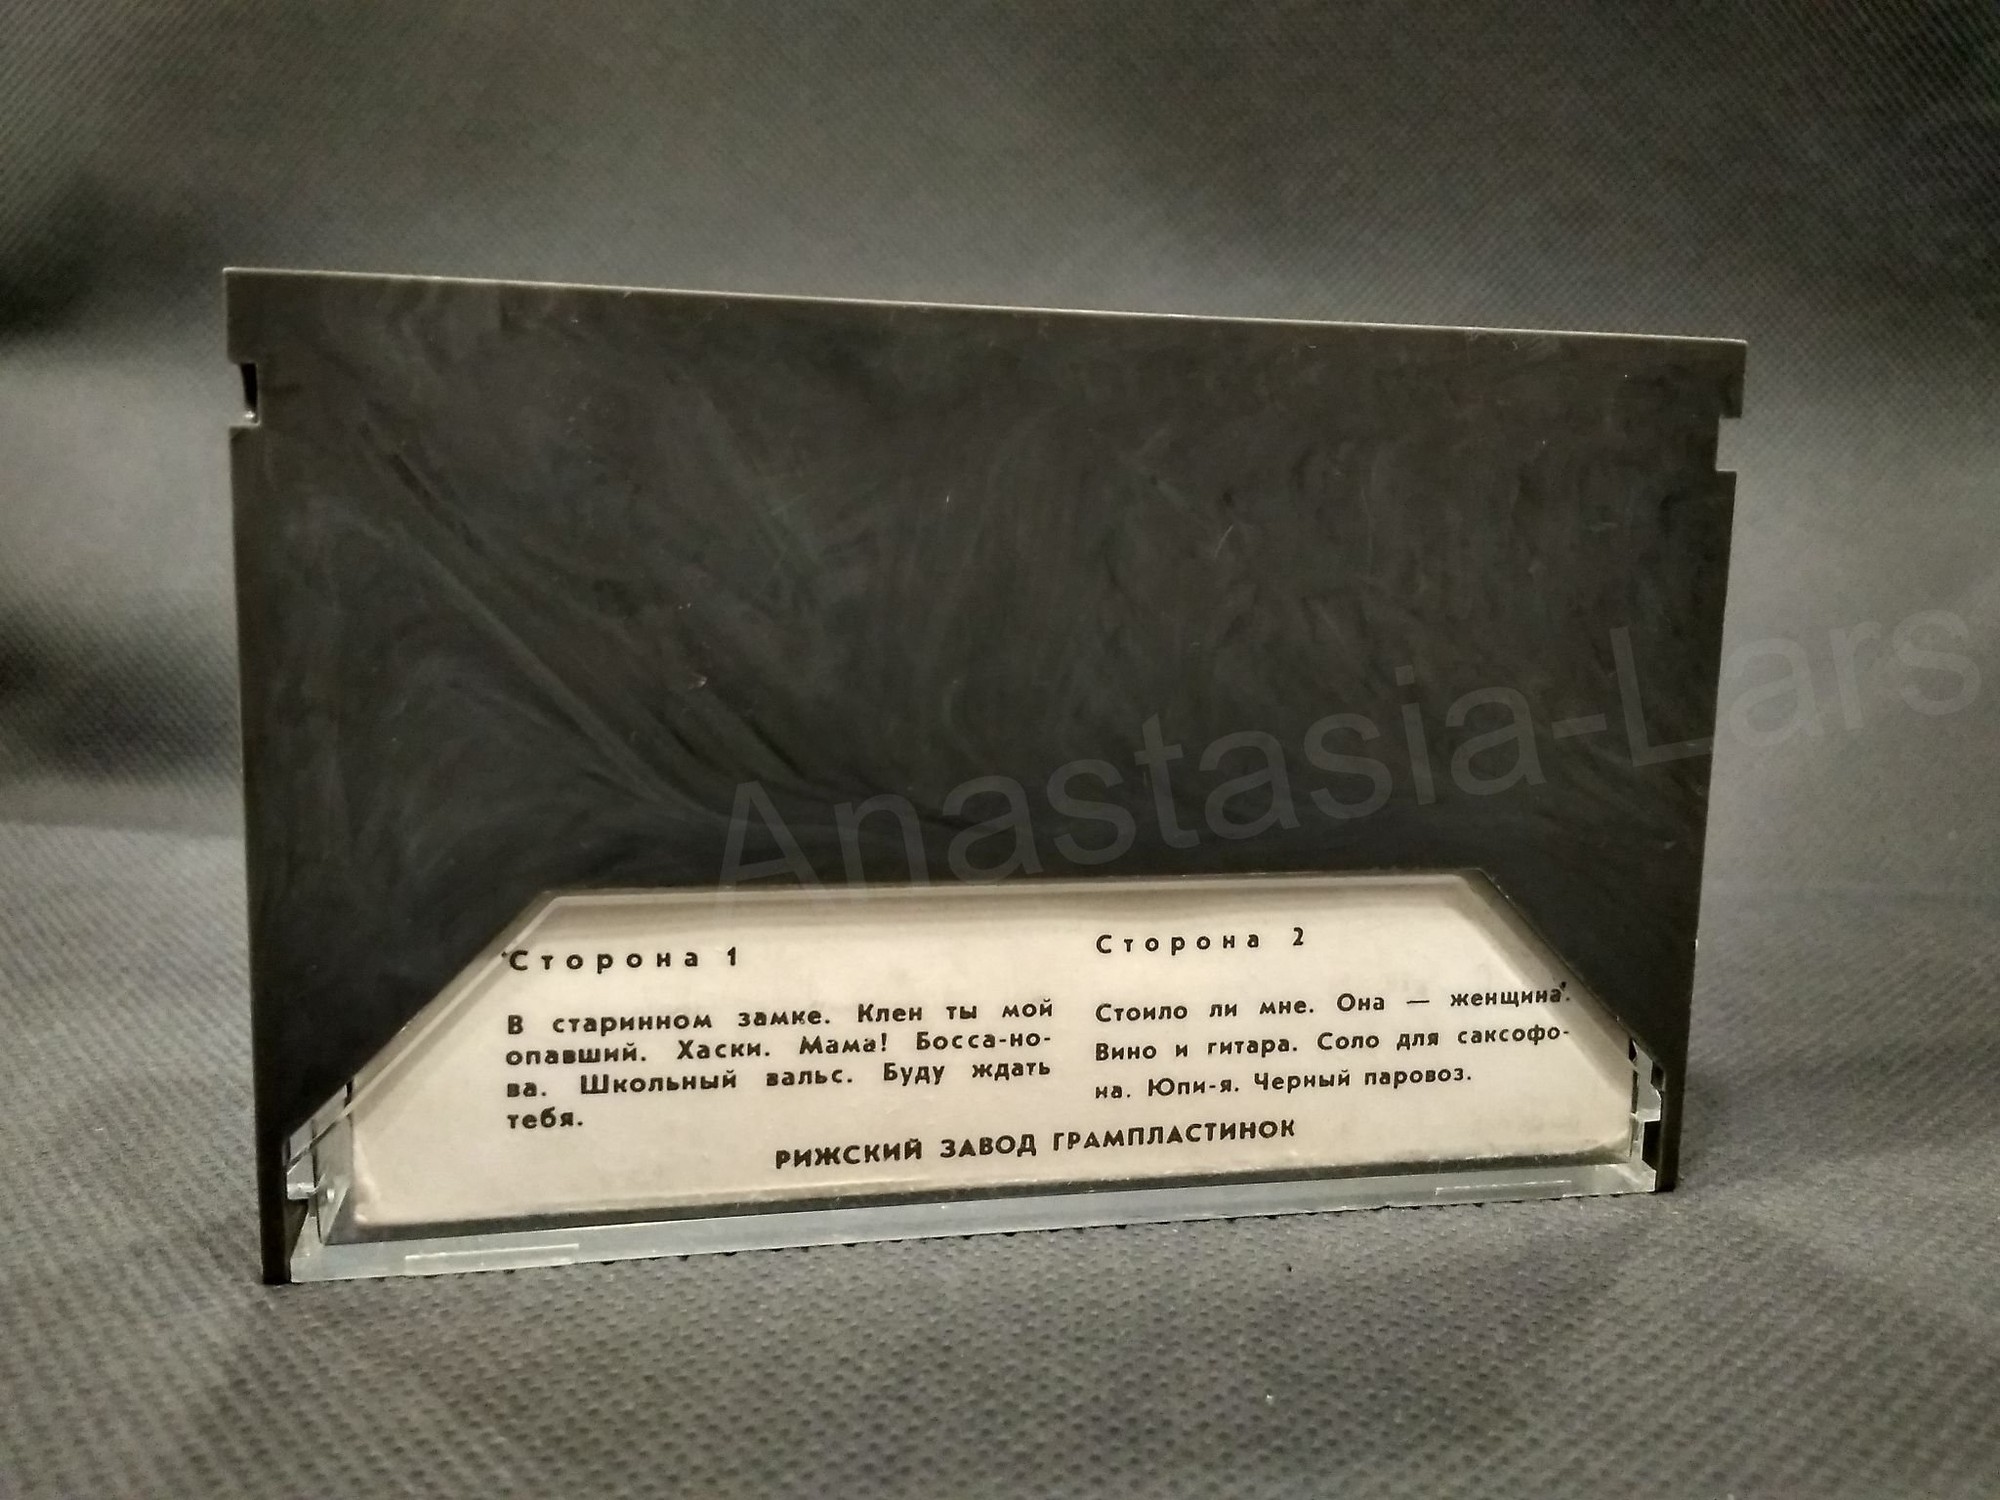 Сторона 1
В старинном замке. Клен ты мой
опавший. Хаски. Мама! Босса-но-
ва. Школьный вальс. Буду ждать
тебя.
Сторона 2
Стоило ли мне. Она — женщина.
Вино и гитара. Соло для саксофо-
на. Юпи-я. Черный паровоз.
РИЖСКИЙ ЗАВОД ГРАМПЛАСТИНОК
Anastasia-Lars